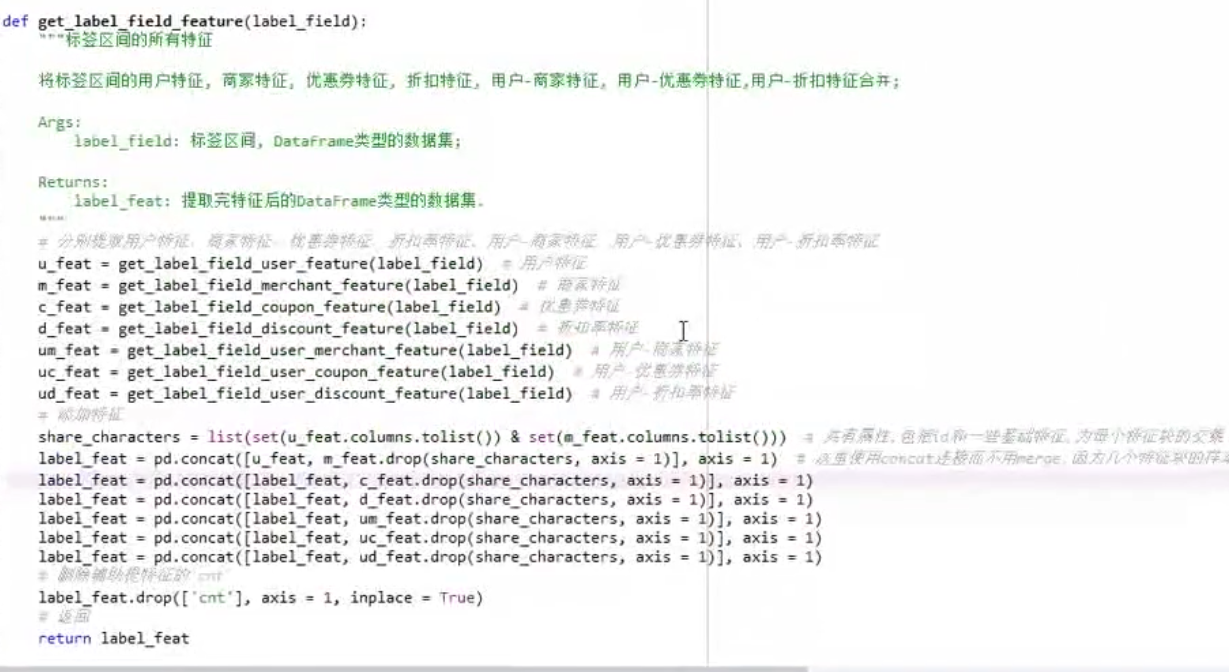 def get_label_field_feature(label_field):
    """标签区间的所有特征
    将标签区间的用户特征, 商家特征, 优惠券特征, 折扣特征, 用户-商家特征, 用户-优惠券特征,用户-折扣特征合并;
    Args:
        label_field: 标签区间, DataFrame类型的数据集;
    Returns:
        label_feat: 提取完特征后的DataFrame类型的数据集.
    """
    # 分别提取用户特征、商家特征、优惠券特征、折扣率特征、用户-商家特征、用户-优惠券特征、用户-折扣率特征
    u_feat = get_label_field_user_feature(label_field)  # 用户特征
    m_feat = get_label_field_merchant_feature(label_field)  # 商家特征
    c_feat = get_label_field_coupon_feature(label_field)  # 优惠券特征
    d_feat = get_label_field_discount_feature(label_field)  # 折扣率特征
    um_feat = get_label_field_user_merchant_feature(label_field)  # 用户-商家特征
    uc_feat = get_label_field_user_coupon_feature(label_field)  # 用户-优惠券特征
    ud_feat = get_label_field_user_discount_feature(label_field)  # 用户-折扣率特征
    # 添加特征
    share_characters = list(set(u_feat.columns.tolist()) & set(m_feat.columns.tolist()))  # 共有属性,包括id和一些基础特征,为每个特征块的交集
    label_feat = pd.concat([u_feat, m_feat.drop(share_characters, axis = 1)], axis = 1)  # 这里使用concat连接而不用merge,因为几个特征块的样
    label_feat = pd.concat([label_feat, c_feat.drop(share_characters, axis = 1)], axis = 1)
    label_feat = pd.concat([label_feat, d_feat.drop(share_characters, axis = 1)], axis = 1)
    label_feat = pd.concat([label_feat, um_feat.drop(share_characters, axis = 1)], axis = 1)
    label_feat = pd.concat([label_feat, uc_feat.drop(share_characters, axis = 1)], axis = 1)
    label_feat = pd.concat([label_feat, ud_feat.drop(share_characters, axis = 1)], axis = 1)
    # 删除辅助提特征的'cnt'
    label_feat.drop(['cnt'], axis = 1, inplace = True)
    # 返回
    return label_feat